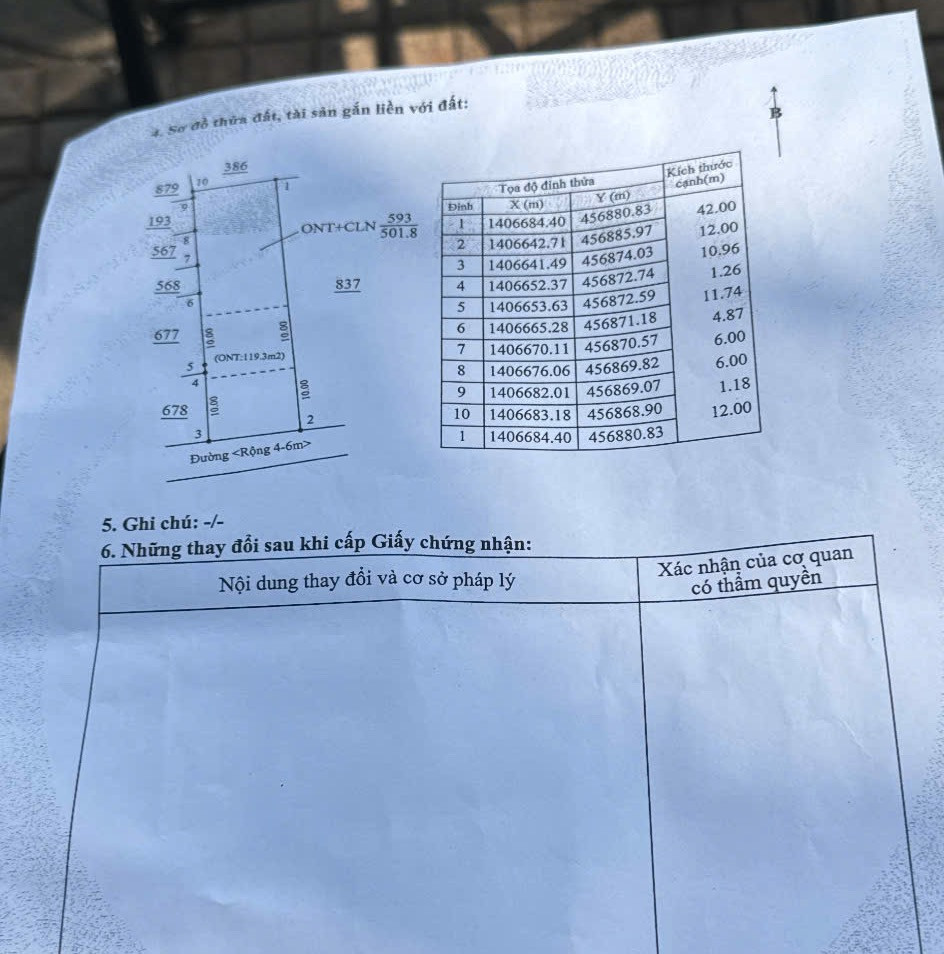 4. Sơ đồ thửa đất, tài sản gắn liền với đất:
B
386
879
10
1
9
193
8
567
7
568
6
677
5
4
678
3
2
ONT+CLN 593
501.8
837
10.00
10.00
(ONT:119.3m2)
10.00
10.00
Đường <Rộng 4-6m>
Tọa độ đỉnh thửa
Kích thước
cạnh(m)
Đỉnh X (m) Y (m)
1 1406684.40 456880.83
42.00
2 1406642.71 456885.97
12.00
3 1406641.49 456874.03
10.96
4 1406652.37 456872.74
1.26
5 1406653.63 456872.59
11.74
6 1406665.28 456871.18
4.87
7 1406670.11 456870.57
6.00
8 1406676.06 456869.82
6.00
9 1406682.01 456869.07
1.18
10 1406683.18 456868.90
12.00
1 1406684.40 456880.83
5. Ghi chú: -/-
6. Những thay đổi sau khi cấp Giấy chứng nhận:
Nội dung thay đổi và cơ sở pháp lý
Xác nhận của cơ quan
có thẩm quyền